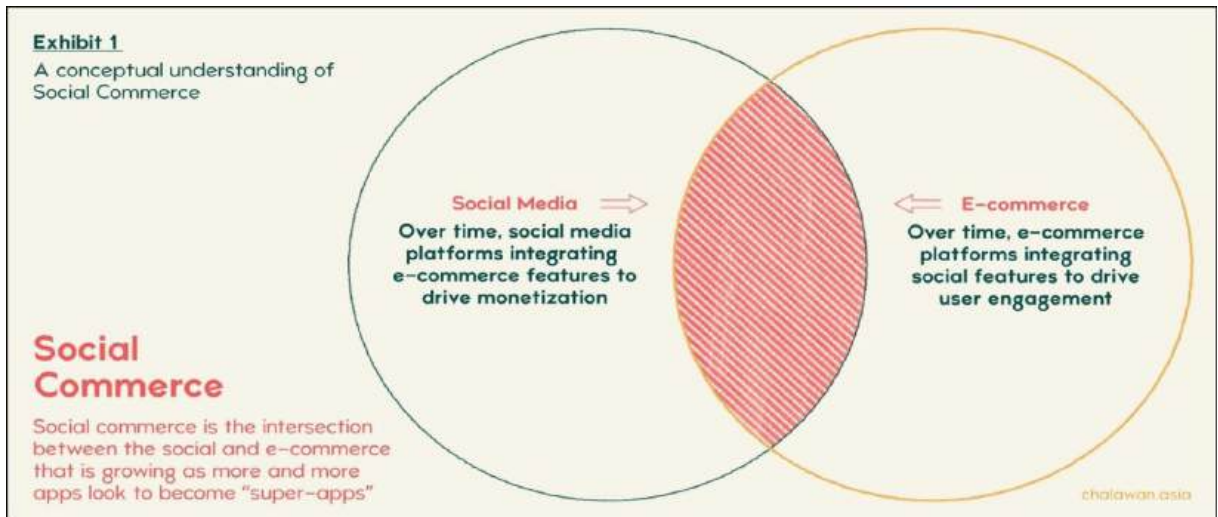 Exhibit 1
A conceptual understanding of
Social Commerce
Social Media
Over time, social media
platforms integrating
e-commerce features to
drive monetization
E-commerce
Over time, e-commerce
platforms integrating
social features to drive
user engagement
Social
Commerce
Social commerce is the intersection
between the social and e-commerce
that is growing as more and more
apps look to become "super-apps"
chalawan.asia